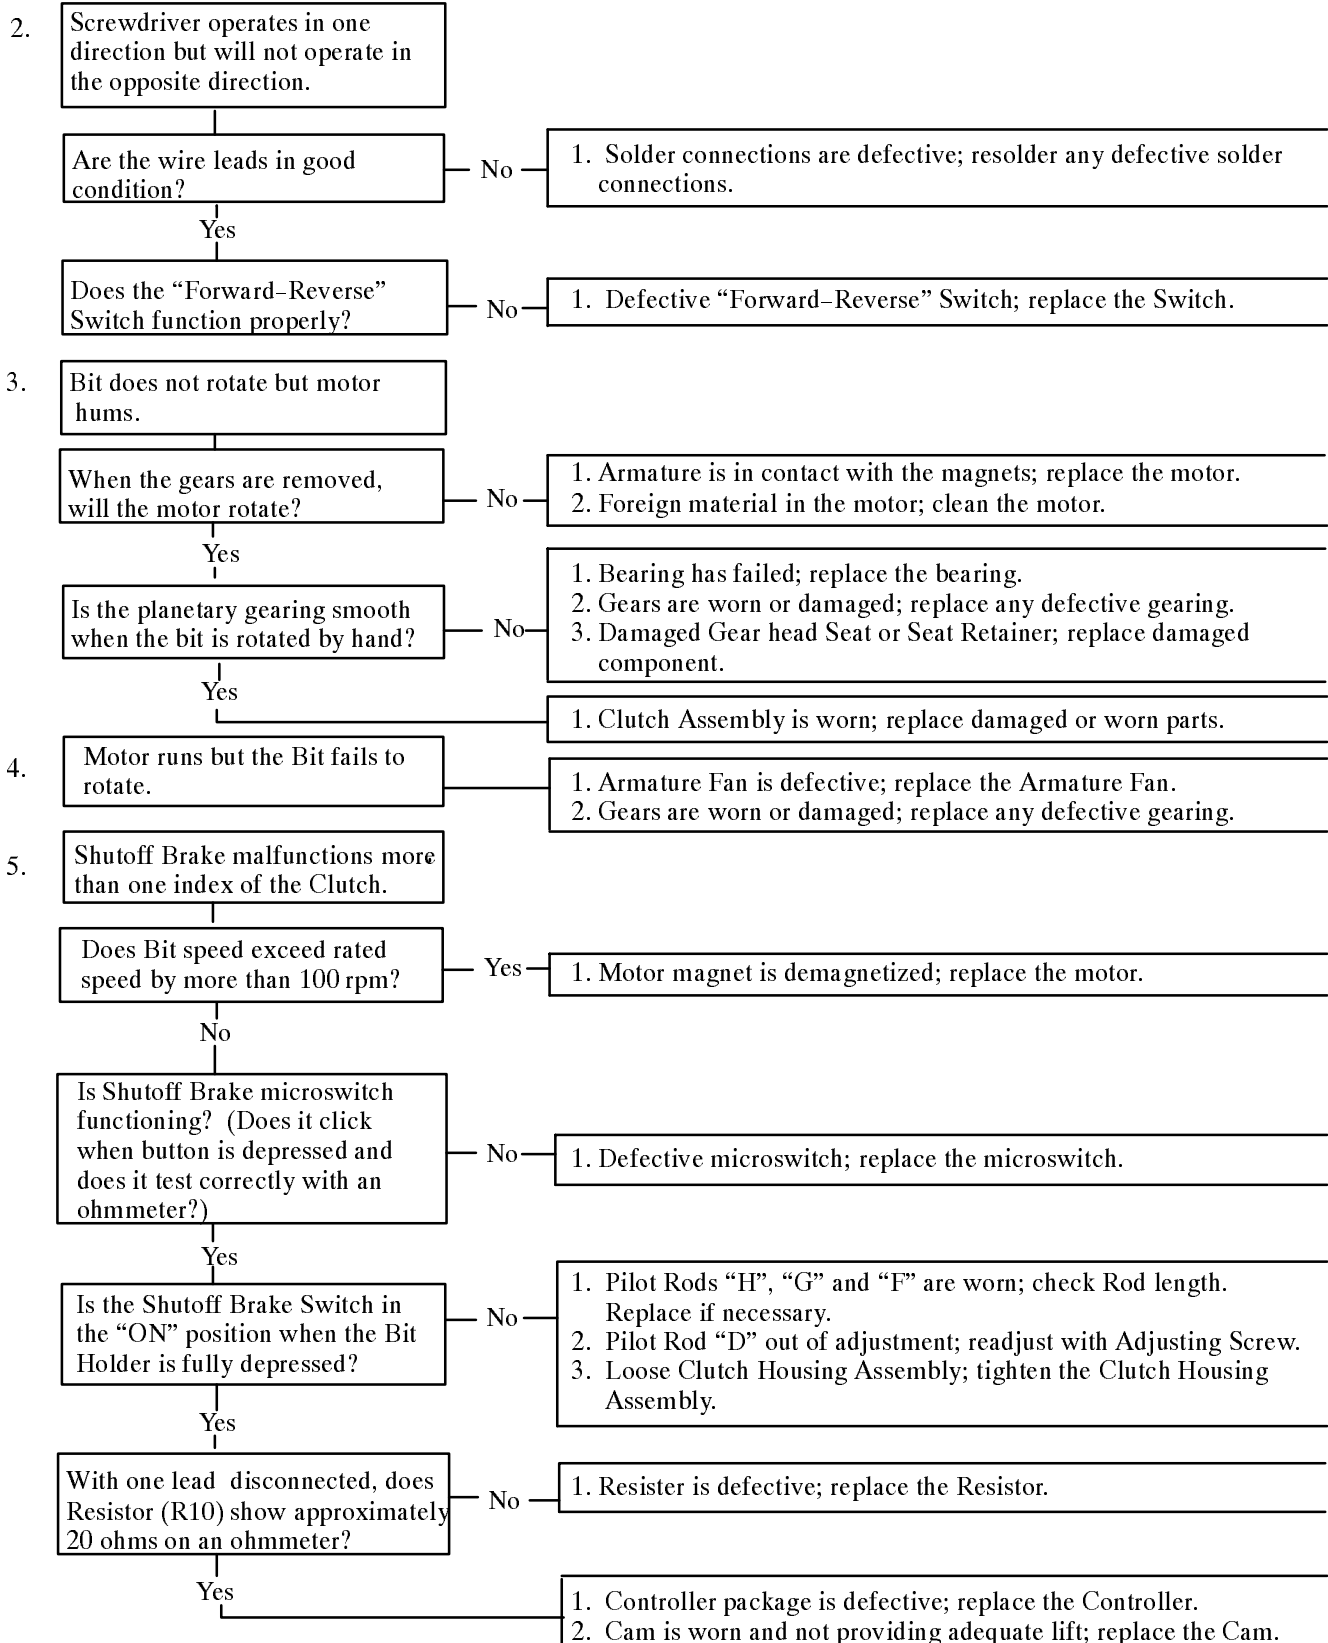 2.
Screwdriver operates in one
direction but will not operate in
the opposite direction.
Are the wire leads in good
condition?
No
1. Solder connections are defective; resolder any defective solder
connections.
Yes
Does the “Forward–Reverse”
Switch function properly?
No
1. Defective “Forward–Reverse” Switch; replace the Switch.
3.
Bit does not rotate but motor
hums.
When the gears are removed,
will the motor rotate?
No
1. Armature is in contact with the magnets; replace the motor.
2. Foreign material in the motor; clean the motor.
Yes
Is the planetary gearing smooth
when the bit is rotated by hand?
No
1. Bearing has failed; replace the bearing.
2. Gears are worn or damaged; replace any defective gearing.
3. Damaged Gear head Seat or Seat Retainer; replace damaged
component.
Yes
1. Clutch Assembly is worn; replace damaged or worn parts.
4.
Motor runs but the Bit fails to
rotate.
1. Armature Fan is defective; replace the Armature Fan.
2. Gears are worn or damaged; replace any defective gearing.
5.
Shutoff Brake malfunctions more
than one index of the Clutch.
Does Bit speed exceed rated
speed by more than 100 rpm?
Yes
1. Motor magnet is demagnetized; replace the motor.
No
Is Shutoff Brake microswitch
functioning? (Does it click
when button is depressed and
does it test correctly with an
ohmmeter?)
No
1. Defective microswitch; replace the microswitch.
Yes
Is the Shutoff Brake Switch in
the “ON” position when the Bit
Holder is fully depressed?
No
1. Pilot Rods “H”, “G” and “F” are worn; check Rod length.
Replace if necessary.
2. Pilot Rod “D” out of adjustment; readjust with Adjusting Screw.
3. Loose Clutch Housing Assembly; tighten the Clutch Housing
Assembly.
Yes
With one lead disconnected, does
Resistor (R10) show approximately
20 ohms on an ohmmeter?
No
1. Resister is defective; replace the Resistor.
Yes
1. Controller package is defective; replace the Controller.
2. Cam is worn and not providing adequate lift; replace the Cam.